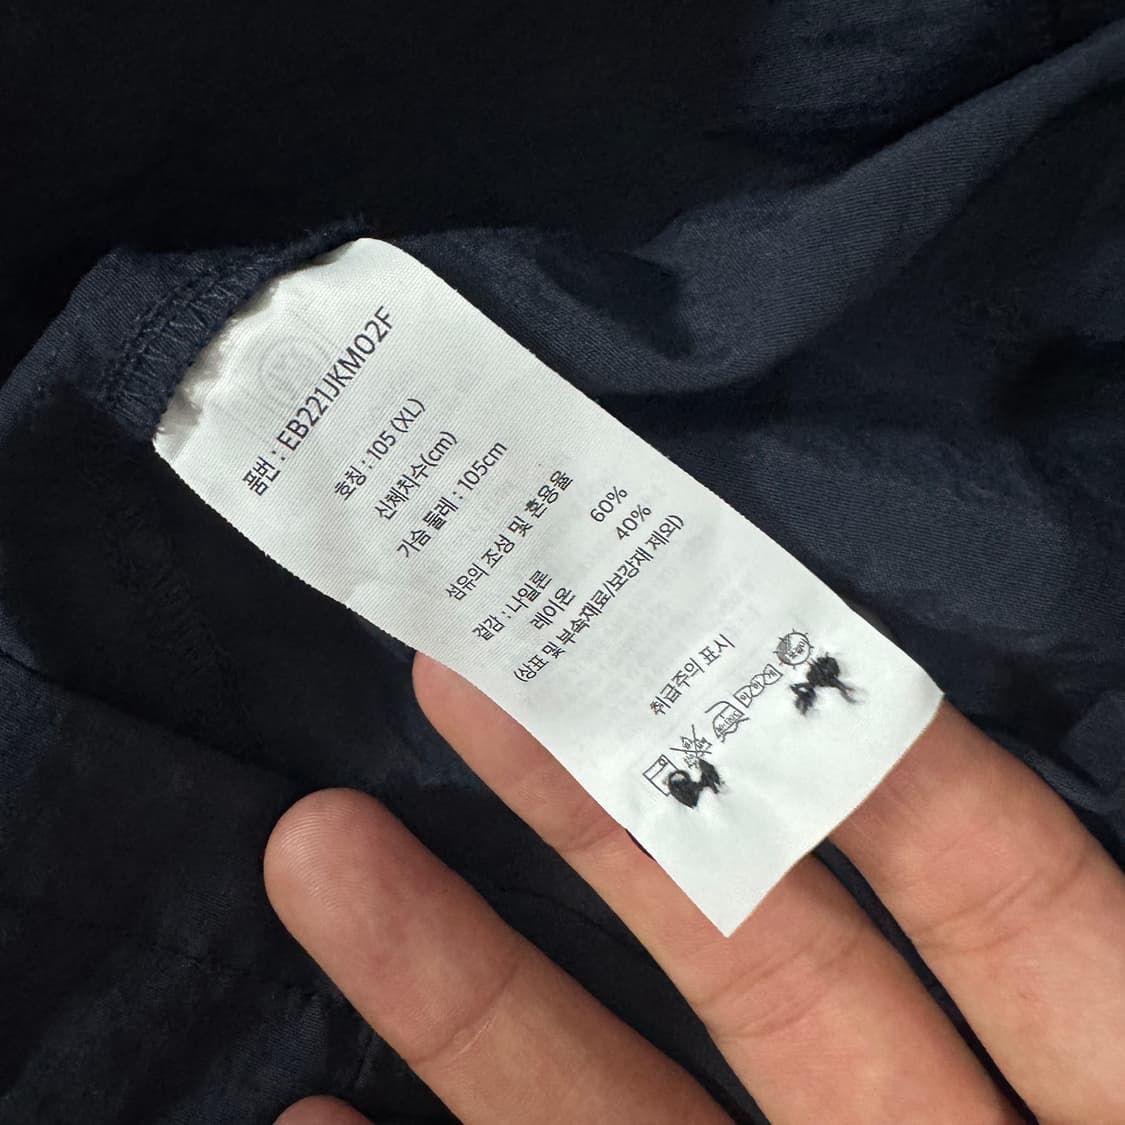 품번 : EB221JKM02F
호칭 : 105 (XL)
신체치수(cm)
가슴 둘레 : 105cm
섬유의 조성 및 혼용율
겉감 : 나일론 60%
레이온 40%
(상표 및 부속재료/보강재 제외)
취급주의 표시